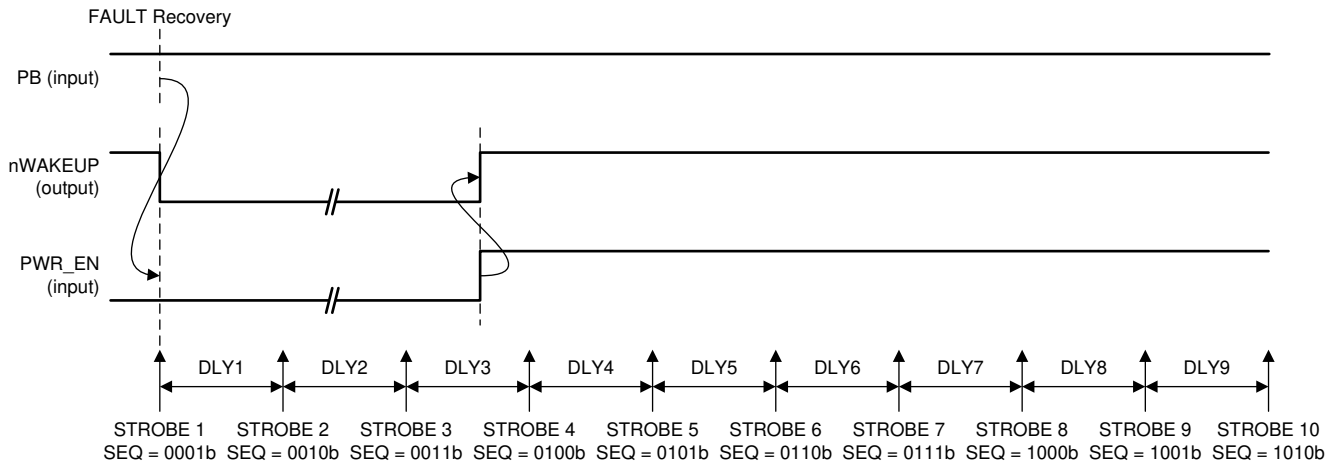 FAULT Recovery
PB (input)
nWAKEUP
(output)
PWR_EN
(input)
DLY1 DLY2 DLY3 DLY4 DLY5 DLY6 DLY7 DLY8 DLY9
STROBE 1 STROBE 2 STROBE 3 STROBE 4 STROBE 5 STROBE 6 STROBE 7 STROBE 8 STROBE 9 STROBE 10
SEQ = 0001b SEQ = 0010b SEQ = 0011b SEQ = 0100b SEQ = 0101b SEQ = 0110b SEQ = 0111b SEQ = 1000b SEQ = 1001b SEQ = 1010b